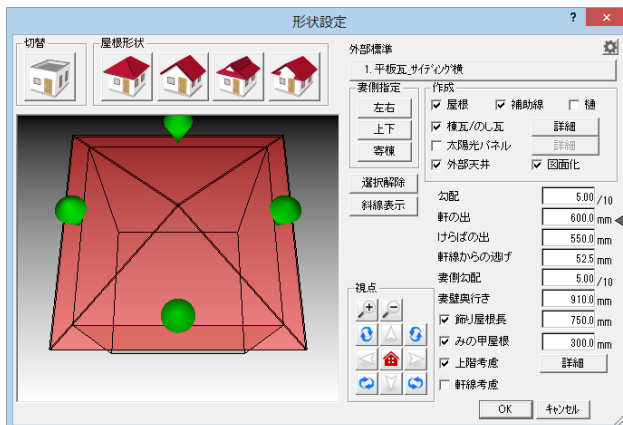 形状設定
? ×
切替
屋根形状
外部標準
1. 平板瓦_サイディング横
妻側指定
左右
上下
寄棟
選択解除
斜線表示
作成
屋根
補助線
樋
棟瓦/のし瓦
詳細
太陽光パネル
詳細
外部天井
図面化
勾配 5.00 /10
軒の出 600.0 mm
けらばの出 550.0 mm
軒線からの逃げ 52.5 mm
妻側勾配 5.00 /10
妻壁奥行き 910.0 mm
飾り屋根長 750.0 mm
みの甲屋根 300.0 mm
上階考慮 詳細
軒線考慮
視点
OK キャンセル